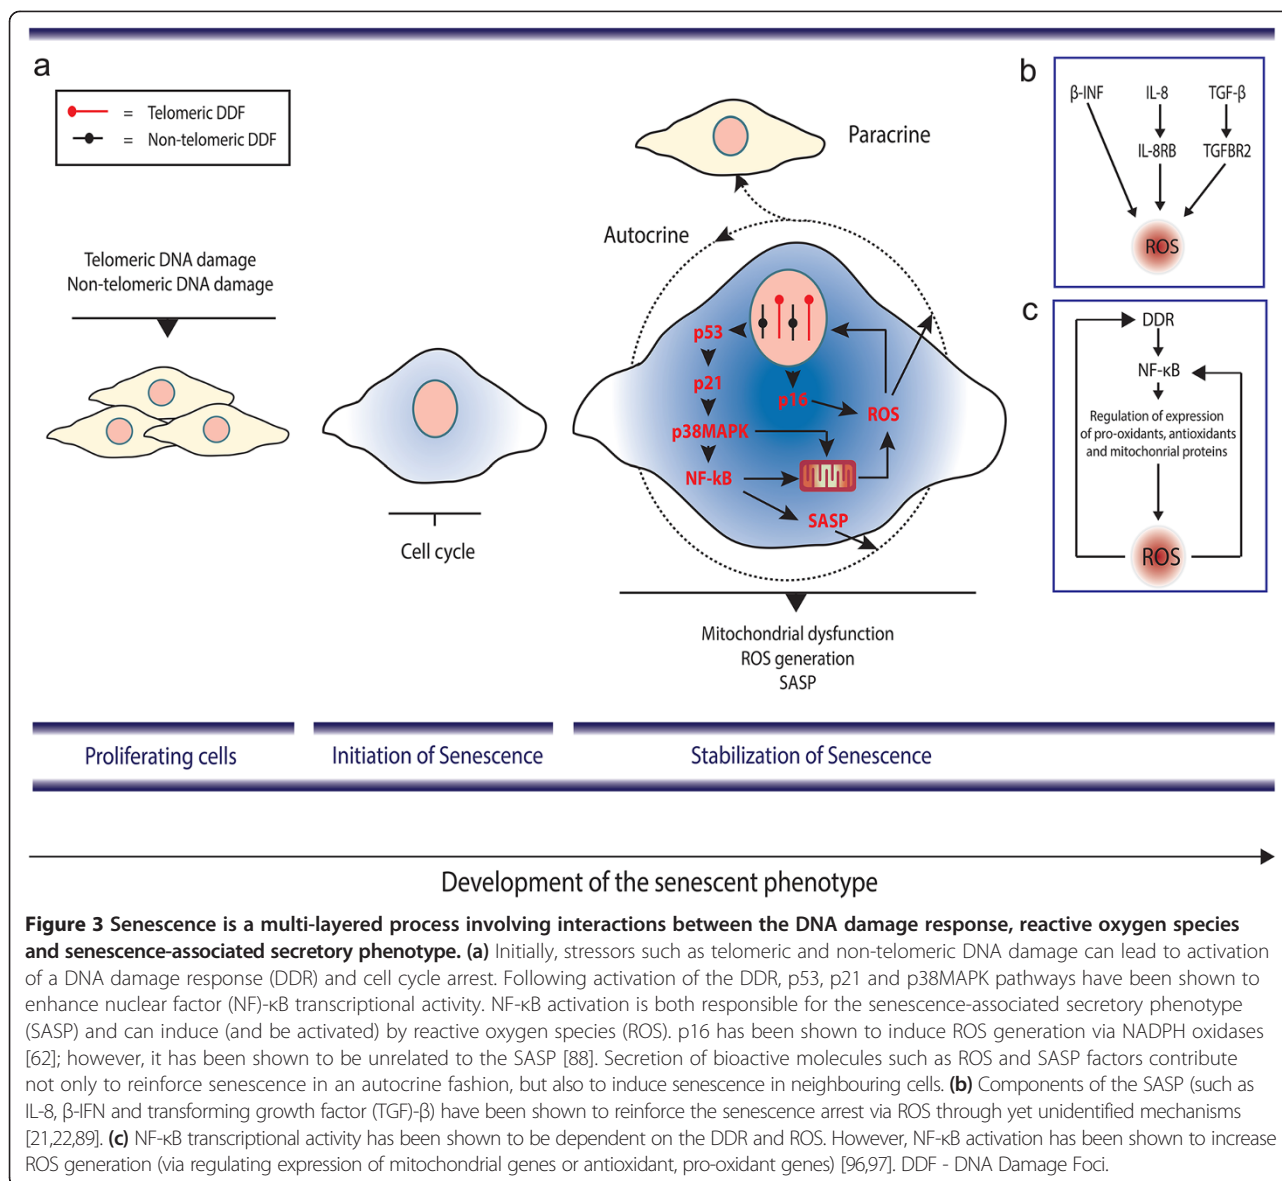 a
= Telomeric DDF
= Non-telomeric DDF
Telomeric DNA damage
Non-telomeric DNA damage
Cell cycle
Paracrine
Autocrine
p53
p21
p16
ROS
p38MAPK
NF-kB
SASP
Mitochondrial dysfunction
ROS generation
SASP
b
β-INF IL-8 TGF-β
IL-8RB TGFBR2
ROS
c
DDR
NF-κB
Regulation of expression
of pro-oxidants, antioxidants
and mitochonrial proteins
ROS
Proliferating cells
Initiation of Senescence
Stabilization of Senescence
Development of the senescent phenotype
Figure 3 Senescence is a multi-layered process involving interactions between the DNA damage response, reactive oxygen species
and senescence-associated secretory phenotype. (a) Initially, stressors such as telomeric and non-telomeric DNA damage can lead to activation
of a DNA damage response (DDR) and cell cycle arrest. Following activation of the DDR, p53, p21 and p38MAPK pathways have been shown to
enhance nuclear factor (NF)-κB transcriptional activity. NF-κB activation is both responsible for the senescence-associated secretory phenotype
(SASP) and can induce (and be activated) by reactive oxygen species (ROS). p16 has been shown to induce ROS generation via NADPH oxidases
[62]; however, it has been shown to be unrelated to the SASP [88]. Secretion of bioactive molecules such as ROS and SASP factors contribute
not only to reinforce senescence in an autocrine fashion, but also to induce senescence in neighbouring cells. (b) Components of the SASP (such as
IL-8, β-IFN and transforming growth factor (TGF)-β) have been shown to reinforce the senescence arrest via ROS through yet unidentified mechanisms
[21,22,89]. (c) NF-κB transcriptional activity has been shown to be dependent on the DDR and ROS. However, NF-κB activation has been shown to increase
ROS generation (via regulating expression of mitochondrial genes or antioxidant, pro-oxidant genes) [96,97]. DDF - DNA Damage Foci.